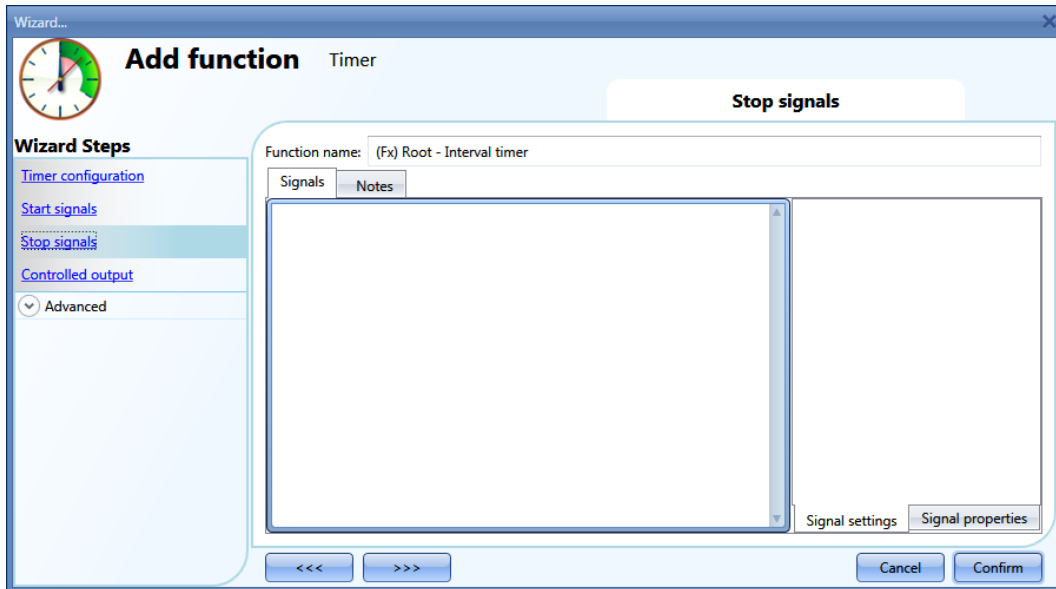 Wizard...
Add function Timer
Stop signals
Wizard Steps
Timer configuration
Start signals
Stop signals
Controlled output
Advanced
Function name: (Fx) Root - Interval timer
Signals Notes
Signal settings Signal properties
<<< >>> Cancel Confirm